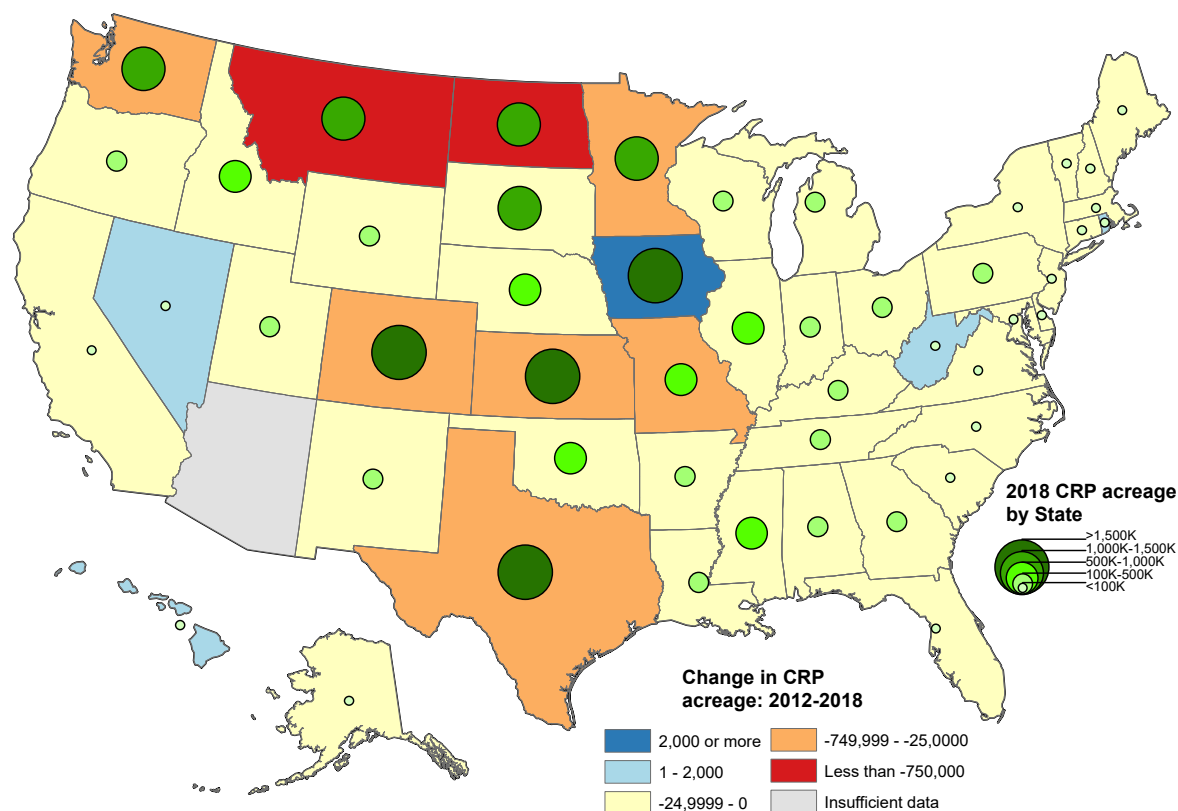 2018 CRP acreage
by State
>1,500K
1,000K-1,500K
500K-1,000K
100K-500K
<100K
Change in CRP
acreage: 2012-2018
2,000 or more
-749,999 - -25,0000
1 - 2,000
Less than -750,000
-24,9999 - 0
Insufficient data